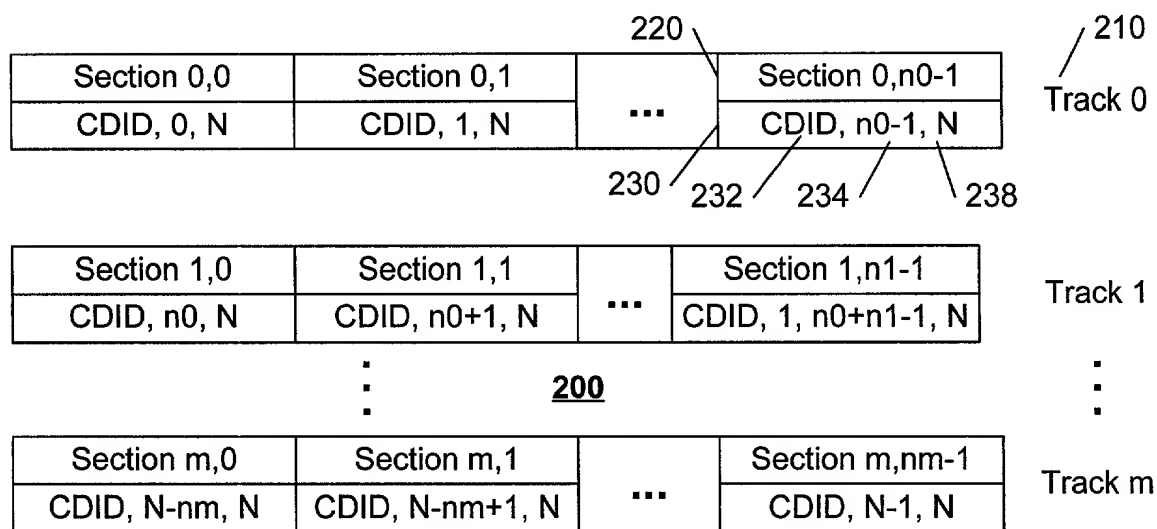 220 210
Section 0,0 Section 0,1 Section 0,n0-1
Track 0
CDID, 0, N CDID, 1, N ... CDID, n0-1, N
230 232 234 238
Section 1,0 Section 1,1 Section 1,n1-1
Track 1
CDID, n0, N CDID, n0+1, N ... CDID, 1, n0+n1-1, N
200
Section m,0 Section m,1 Section m,nm-1
Track m
CDID, N-nm, N CDID, N-nm+1, N ... CDID, N-1, N